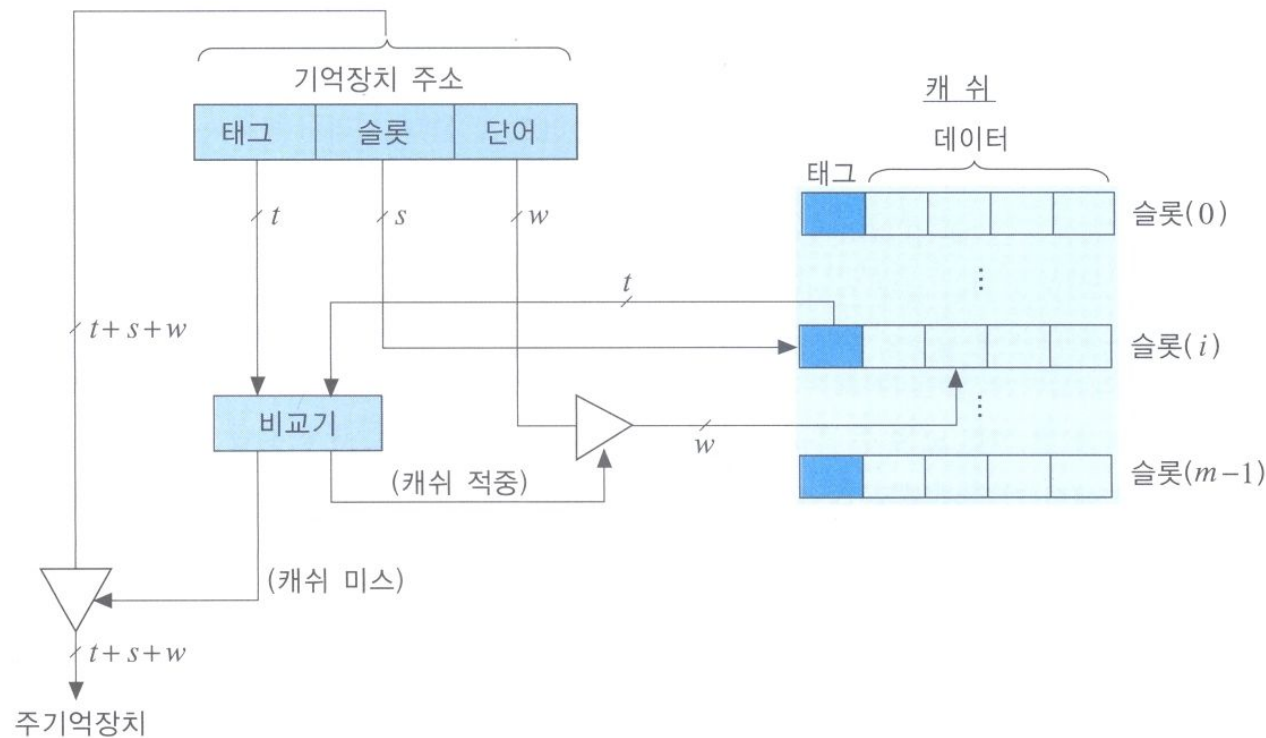 기억장치 주소
태그 슬롯 단어
t
s
w
t+s+w
캐 쉬
데이터
태그
슬롯(0)
⋮
t
슬롯(i)
⋮
비교기
w
(캐쉬 적중)
슬롯(m-1)
(캐쉬 미스)
t+s+w
주기억장치